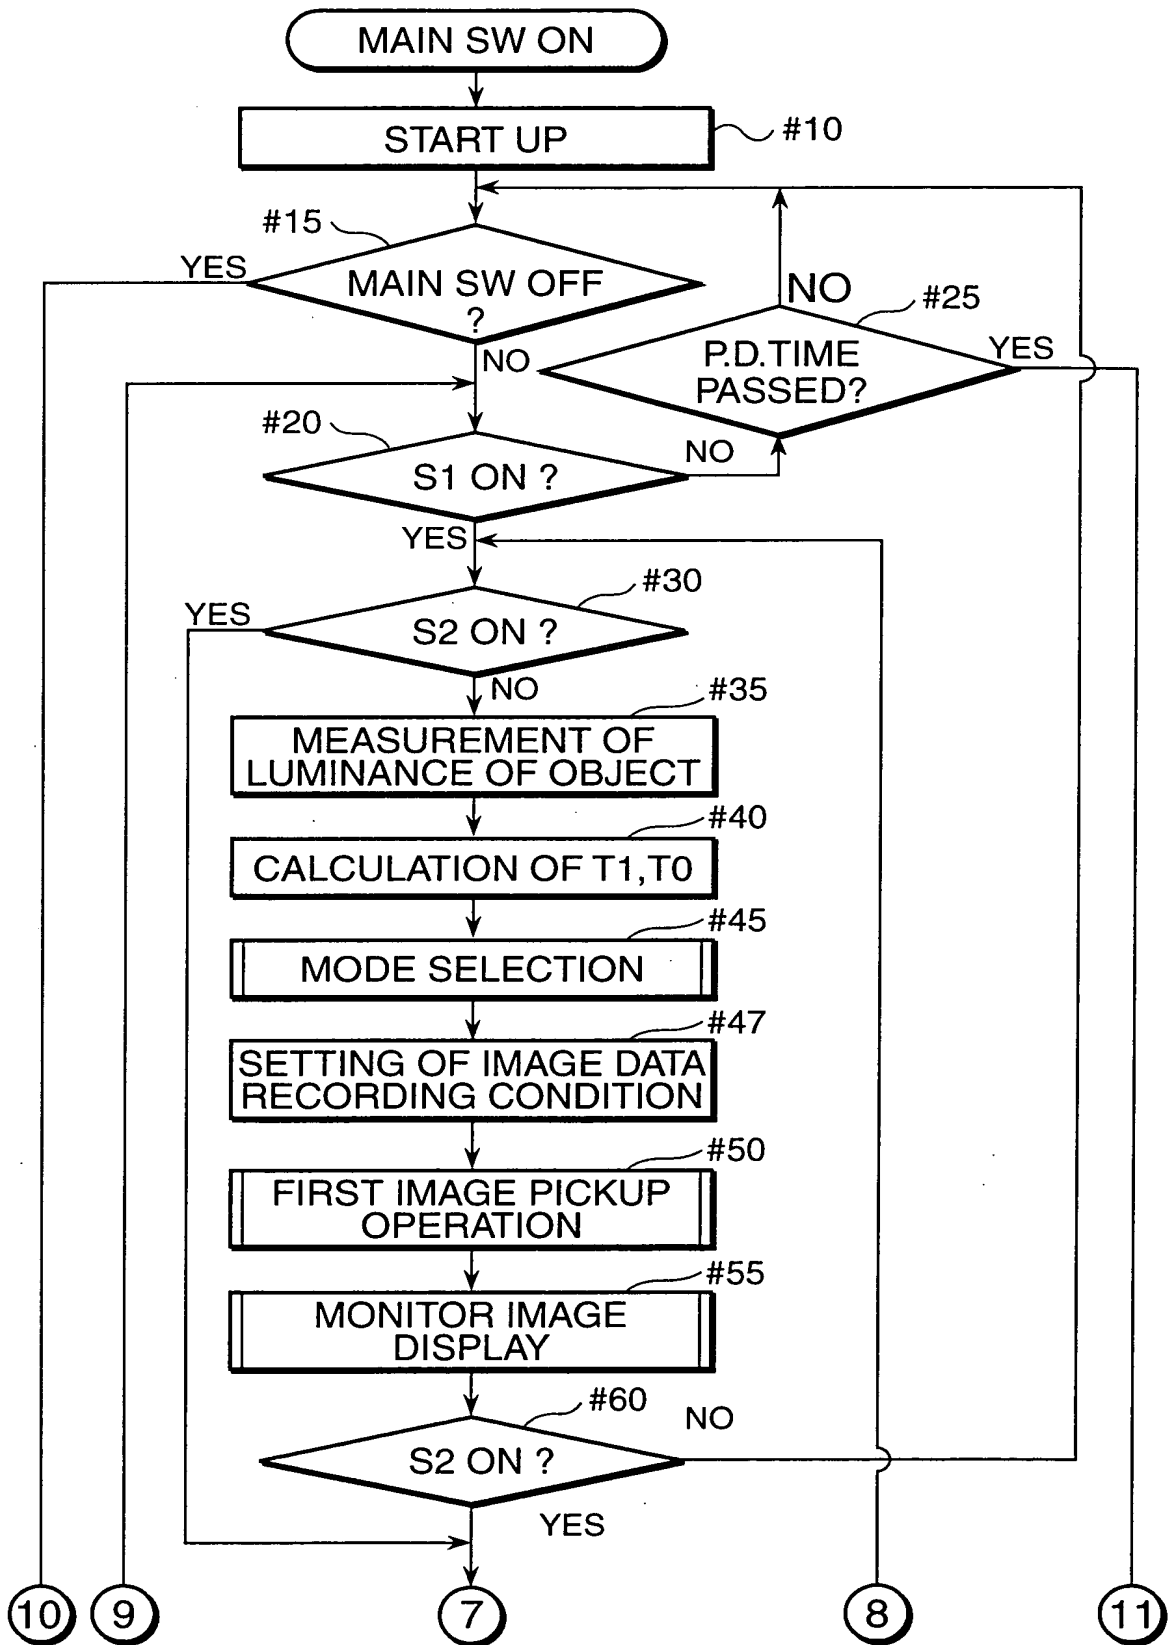 MAIN SW ON
START UP
#10
#15
YES
MAIN SW OFF
?
NO
NO
#25
P.D.TIME
PASSED?
YES
#20
S1 ON ?
NO
YES
#30
YES
S2 ON ?
NO
#35
MEASUREMENT OF
LUMINANCE OF OBJECT
#40
CALCULATION OF T1,T0
#45
MODE SELECTION
#47
SETTING OF IMAGE DATA
RECORDING CONDITION
#50
FIRST IMAGE PICKUP
OPERATION
#55
MONITOR IMAGE
DISPLAY
#60
NO
S2 ON ?
YES
10
9
7
8
11